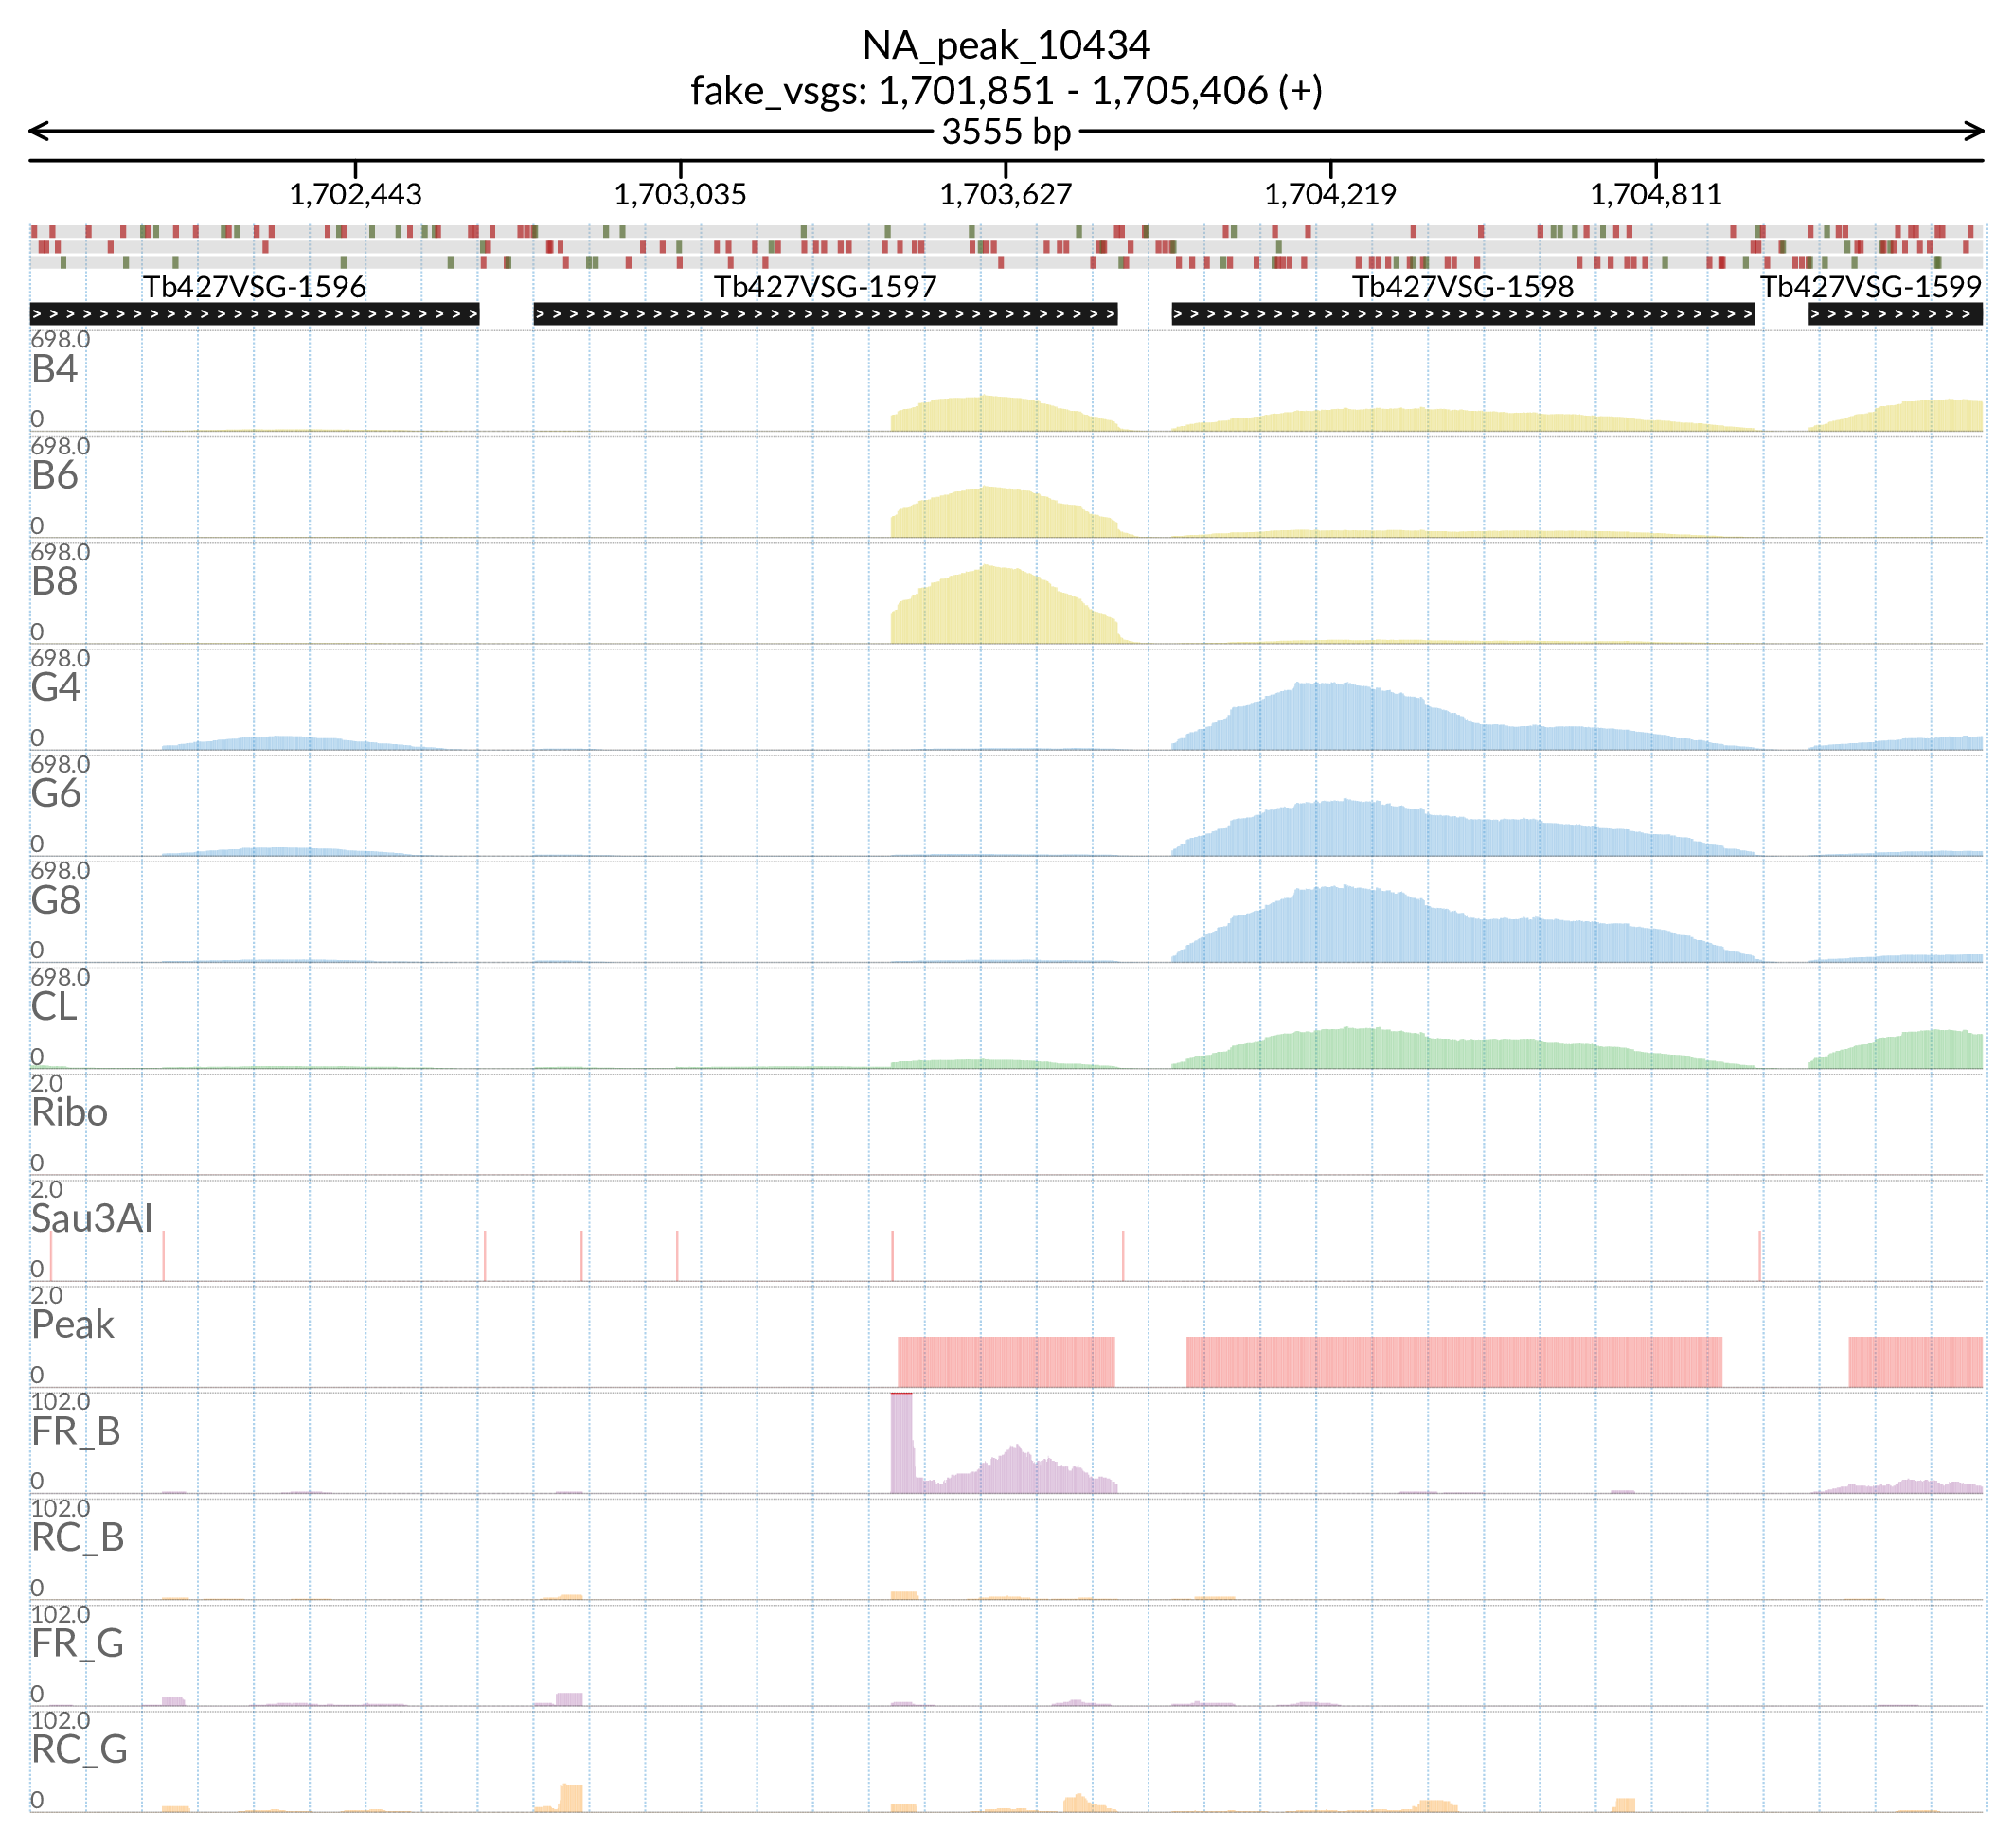 NA_peak_10434
fake_vsgs: 1,701,851 - 1,705,406 (+)
3555 bp
1,702,443 1,703,035 1,703,627 1,704,219 1,704,811
Tb427VSG-1596 Tb427VSG-1597 Tb427VSG-1598 Tb427VSG-1599
698.0
B4
0
698.0
B6
0
698.0
B8
0
698.0
G4
0
698.0
G6
0
698.0
G8
0
698.0
CL
0
2.0
Ribo
0
2.0
Sau3AI
0
2.0
Peak
0
102.0
FR_B
0
102.0
RC_B
0
102.0
FR_G
0
102.0
RC_G
0